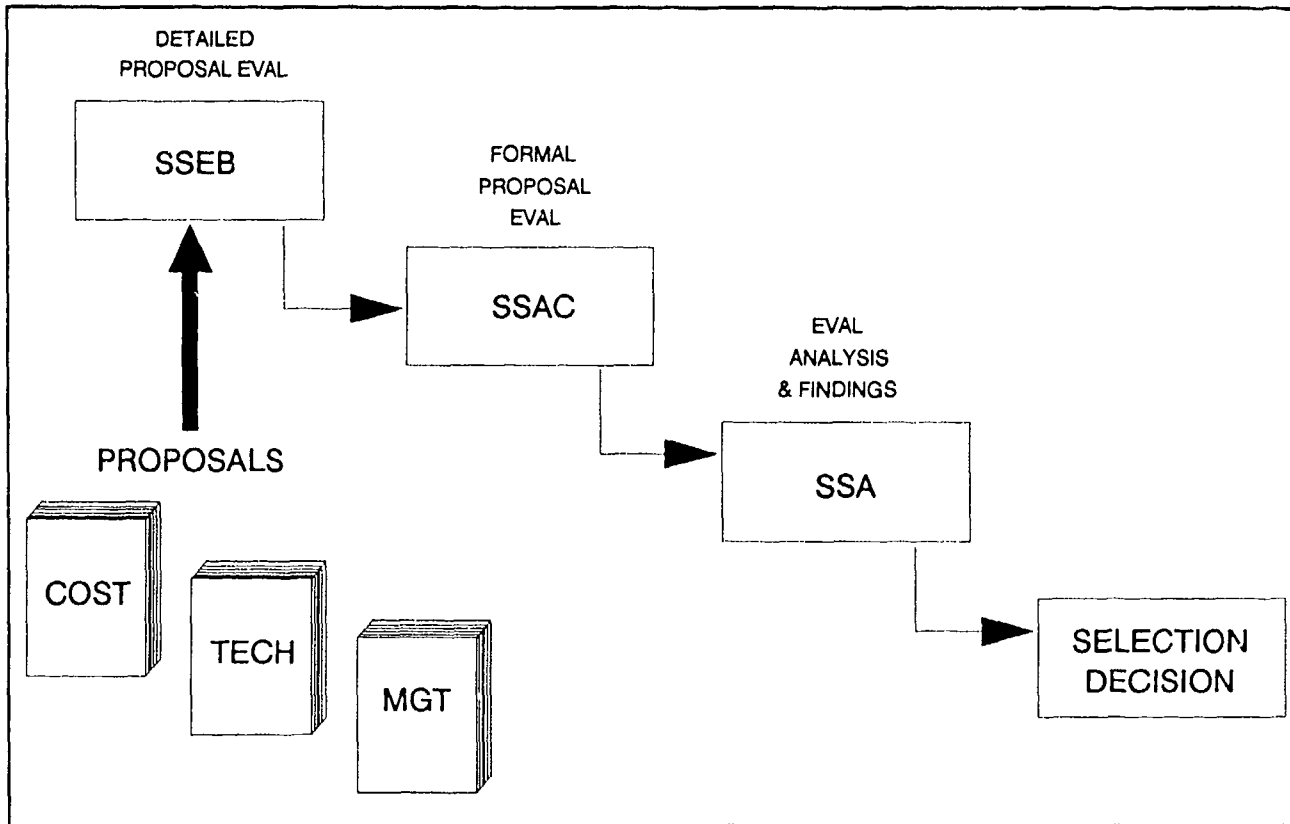 DETAILED
PROPOSAL EVAL
SSEB
FORMAL
PROPOSAL
EVAL
SSAC
EVAL
ANALYSIS
& FINDINGS
SSA
SELECTION
DECISION
PROPOSALS
COST
TECH
MGT